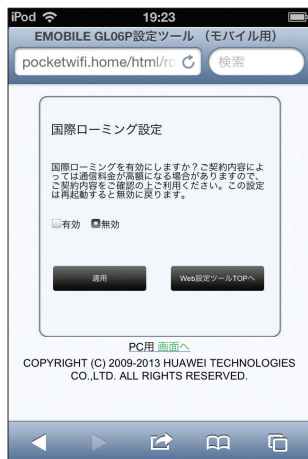 iPod 19:23
EMOBILE GL06P設定ツール （モバイル用）
pocketwifi.home/html/ro 検索
国際ローミング設定
国際ローミングを有効にしますか？ご契約内容によ
っては通信料金が高額になる場合がありますので、
ご契約内容をご確認の上ご利用ください。この設定
は再起動すると無効に戻ります。
有効 無効
適用 Web設定ツールTOPへ
PC用 画面へ
COPYRIGHT (C) 2009-2013 HUAWEI TECHNOLOGIES
CO.,LTD. ALL RIGHTS RESERVED.